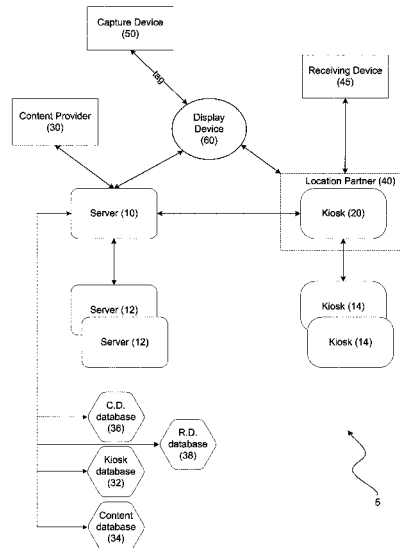 Capture Device
(50)
tag
Receiving Device
(45)
Content Provider
(30)
Display
Device
(60)
Location Partner (40)
Server (10)
Kiosk (20)
Server (12)
Server (12)
Kiosk (14)
Kiosk (14)
C.D.
database
(36)
R.D.
database
(38)
Kiosk
database
(32)
Content
database
(34)
5